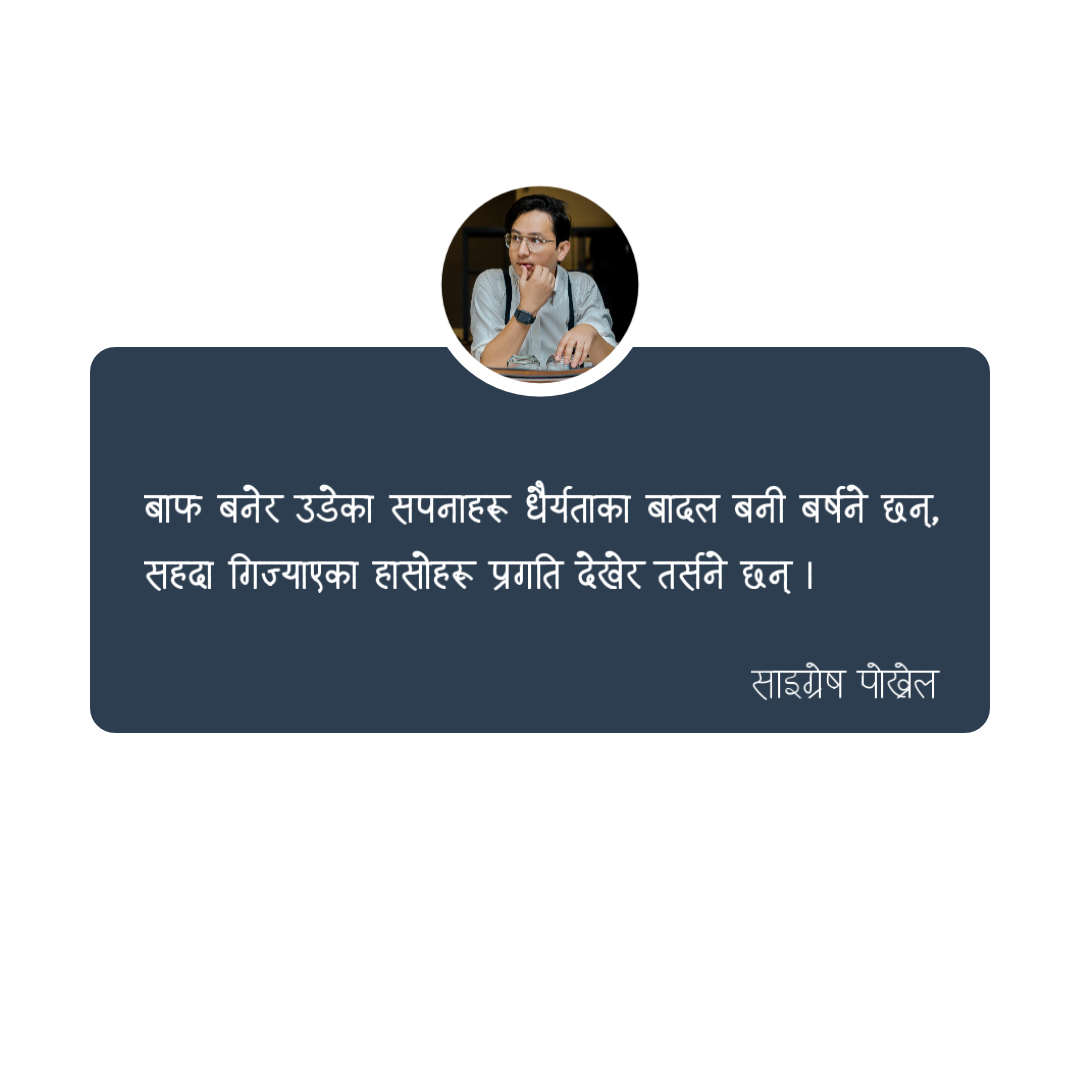 बाफ बनेर उडेका सपनाहरू धैर्यताका बादल बनी बर्षने छन्,
सहदा गिज्याएका हासोहरू प्रगति देखेर तर्सने छन् ।
साइग्रेष पोख्रेल